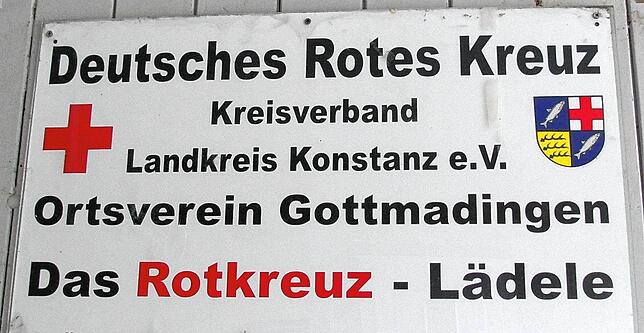 Deutsches Rotes Kreuz
Kreisverband
Landkreis Konstanz e.V.
Ortsverein Gottmadingen
Das Rotkreuz - Lädele